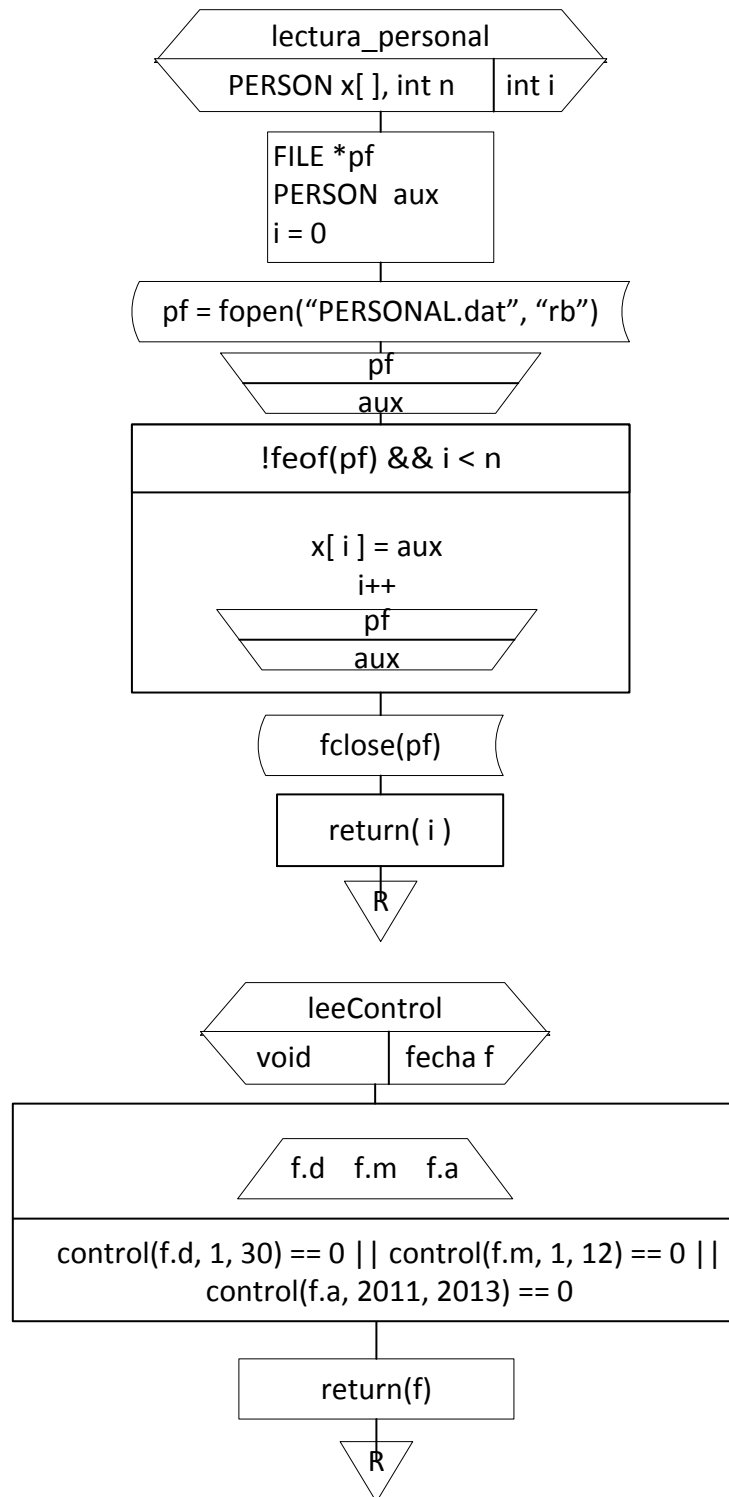 lectura_personal
PERSON x[ ], int n int i
FILE *pf
PERSON aux
i = 0
pf = fopen(“PERSONAL.dat”, “rb”)
pf
aux
!feof(pf) && i < n
x[ i ] = aux
i++
pf
aux
fclose(pf)
return( i )
R
leeControl
void fecha f
f.d f.m f.a
control(f.d, 1, 30) == 0 || control(f.m, 1, 12) == 0 ||
control(f.a, 2011, 2013) == 0
return(f)
R